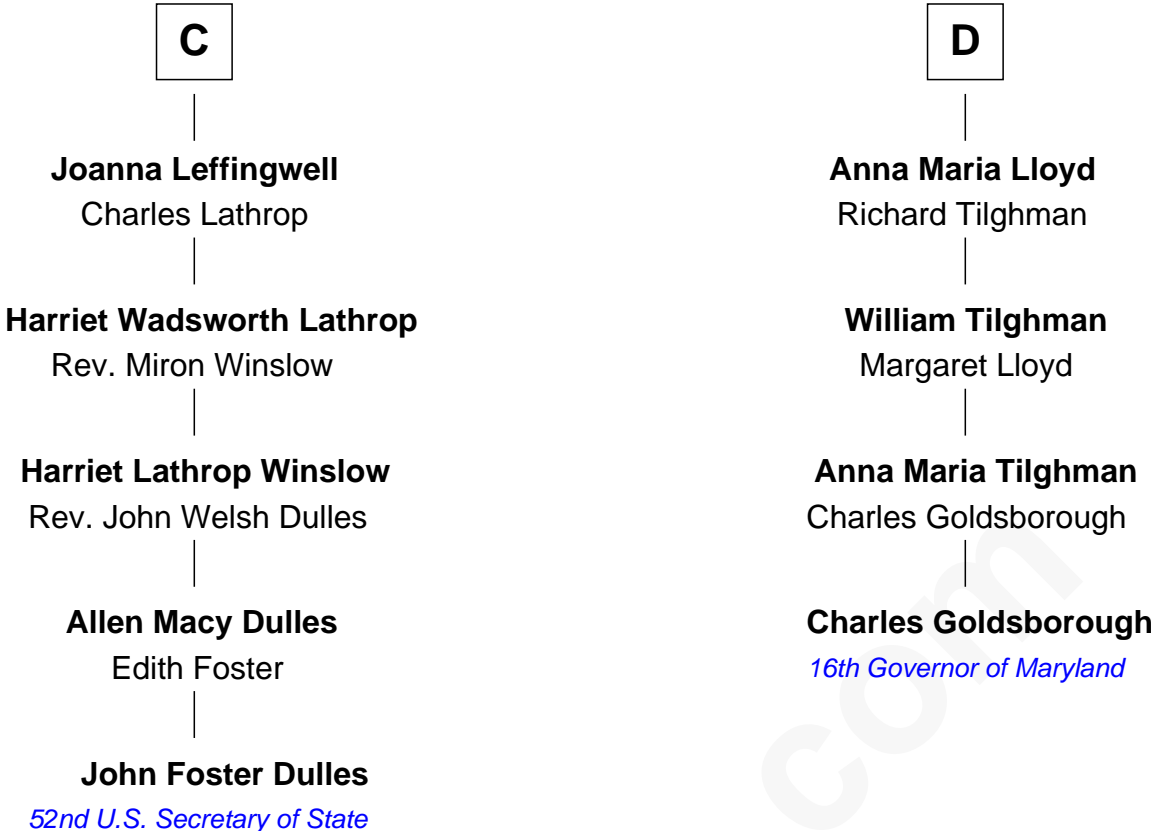 C
Joanna Leffingwell
Charles Lathrop
Harriet Wadsworth Lathrop
Rev. Miron Winslow
Harriet Lathrop Winslow
Rev. John Welsh Dulles
Allen Macy Dulles
Edith Foster
John Foster Dulles
52nd U.S. Secretary of State
D
Anna Maria Lloyd
Richard Tilghman
William Tilghman
Margaret Lloyd
Anna Maria Tilghman
Charles Goldsborough
Charles Goldsborough
16th Governor of Maryland
com